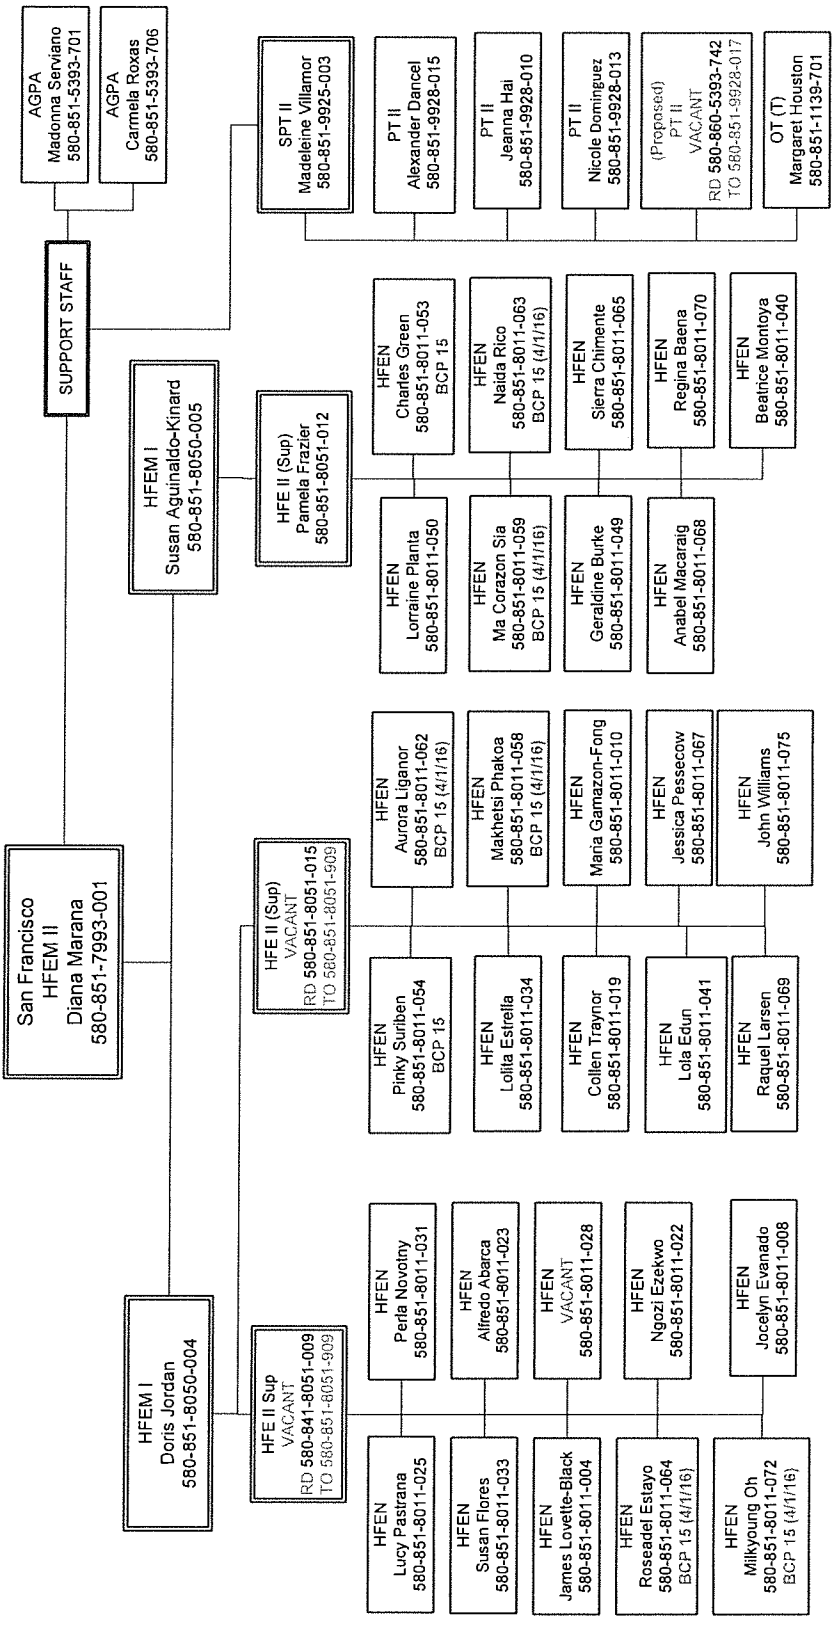 San Francisco
HFEM II
Diana Marana
580-851-7993-001
SUPPORT STAFF
AGPA
Madonna Serviano
580-851-5393-701
AGPA
Carmela Roxas
580-851-5393-706
HFEM I
Doris Jordan
580-851-8050-004
HFEM I
Susan Aguinaldo-Kinard
580-851-8050-005
HFE II Sup
VACANT
RD 580-841-8051-009
TO 580-851-8051-909
HFE II (Sup)
VACANT
RD 580-851-8051-015
TO 580-851-8051-909
HFE II (Sup)
Pamela Frazier
580-851-8051-012
SPT II
Madeleine Villamor
580-851-9925-003
HFEN
Lucy Pastrana
580-851-8011-025
HFEN
Perla Novotny
580-851-8011-031
HFEN
Susan Flores
580-851-8011-033
HFEN
Alfredo Abarca
580-851-8011-023
HFEN
James Lovette-Black
580-851-8011-004
HFEN
VACANT
580-851-8011-028
HFEN
Roseadel Estayo
580-851-8011-064
BCP 15 (4/1/16)
HFEN
Ngozi Ezekwo
580-851-8011-022
HFEN
Milkyoung Oh
580-851-8011-072
BCP 15 (4/1/16)
HFEN
Jocelyn Evanado
580-851-8011-008
HFEN
Pinky Suriben
580-851-8011-054
BCP 15
HFEN
Aurora Liganor
580-851-8011-062
BCP 15 (4/1/16)
HFEN
Lolita Estrella
580-851-8011-034
HFEN
Makhetsi Phakoa
580-851-8011-058
BCP 15 (4/1/16)
HFEN
Collen Traynor
580-851-8011-019
HFEN
Maria Gamazon-Fong
580-851-8011-010
HFEN
Lola Edun
580-851-8011-041
HFEN
Jessica Pessecow
580-851-8011-067
HFEN
Raquel Larsen
580-851-8011-069
HFEN
John Williams
580-851-8011-075
HFEN
Lorraine Planta
580-851-8011-050
HFEN
Charles Green
580-851-8011-053
BCP 15
HFEN
Ma Corazon Sia
580-851-8011-059
BCP 15 (4/1/16)
HFEN
Naida Rico
580-851-8011-063
BCP 15 (4/1/16)
HFEN
Geraldine Burke
580-851-8011-049
HFEN
Sierra Chimente
580-851-8011-065
HFEN
Anabel Macaraig
580-851-8011-068
HFEN
Regina Baena
580-851-8011-070
HFEN
Beatrice Montoya
580-851-8011-040
PT II
Alexander Dancel
580-851-9928-015
PT II
Jeanna Hai
580-851-9928-010
PT II
Nicole Dominguez
580-851-9928-013
(Proposed)
PT II
VACANT
RD 580-860-5393-742
TO 580-851-9928-017
OT (T)
Margaret Houston
580-851-1139-701